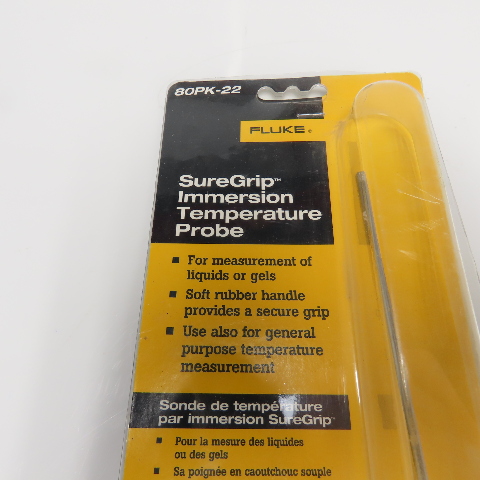 80PK-22
FLUKE®
SureGrip™
Immersion
Temperature
Probe
■ For measurement of
liquids or gels
■ Soft rubber handle
provides a secure grip
■ Use also for general
purpose temperature
measurement
Sonde de température
par immersion SureGrip™
■ Pour la mesure des liquides
ou des gels
■ Sa poignée en caoutchouc souple